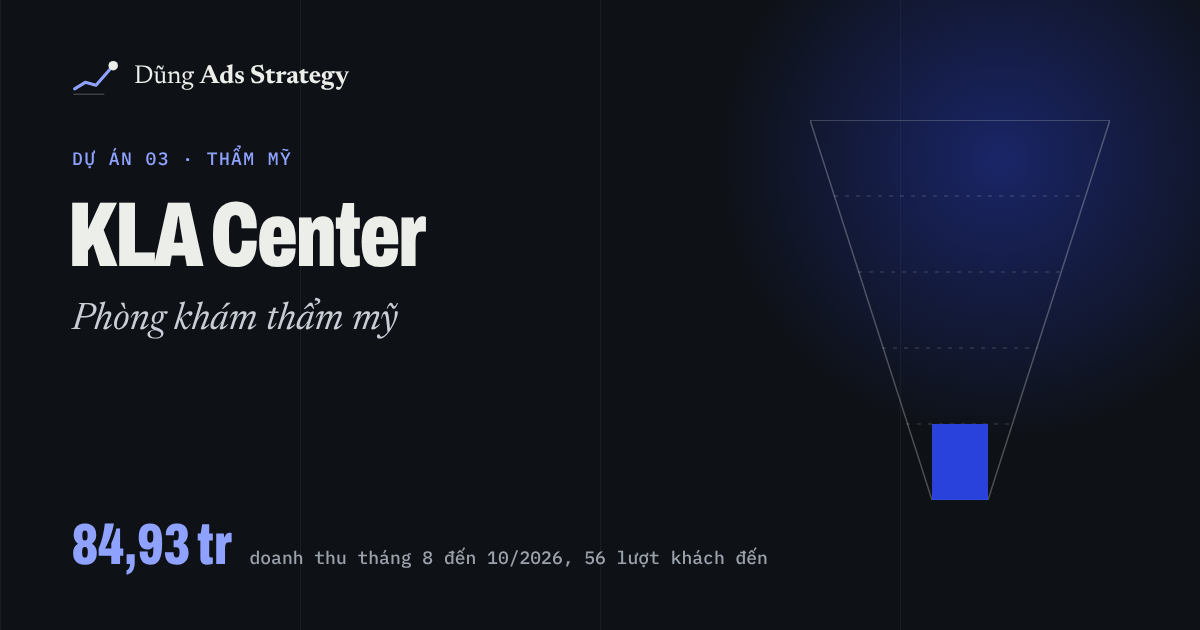 Dũng Ads Strategy
DỰ ÁN 03 · THẨM MỸ
KLA Center
Phòng khám thẩm mỹ
84,93 tr doanh thu tháng 8 đến 10/2026, 56 lượt khách đến